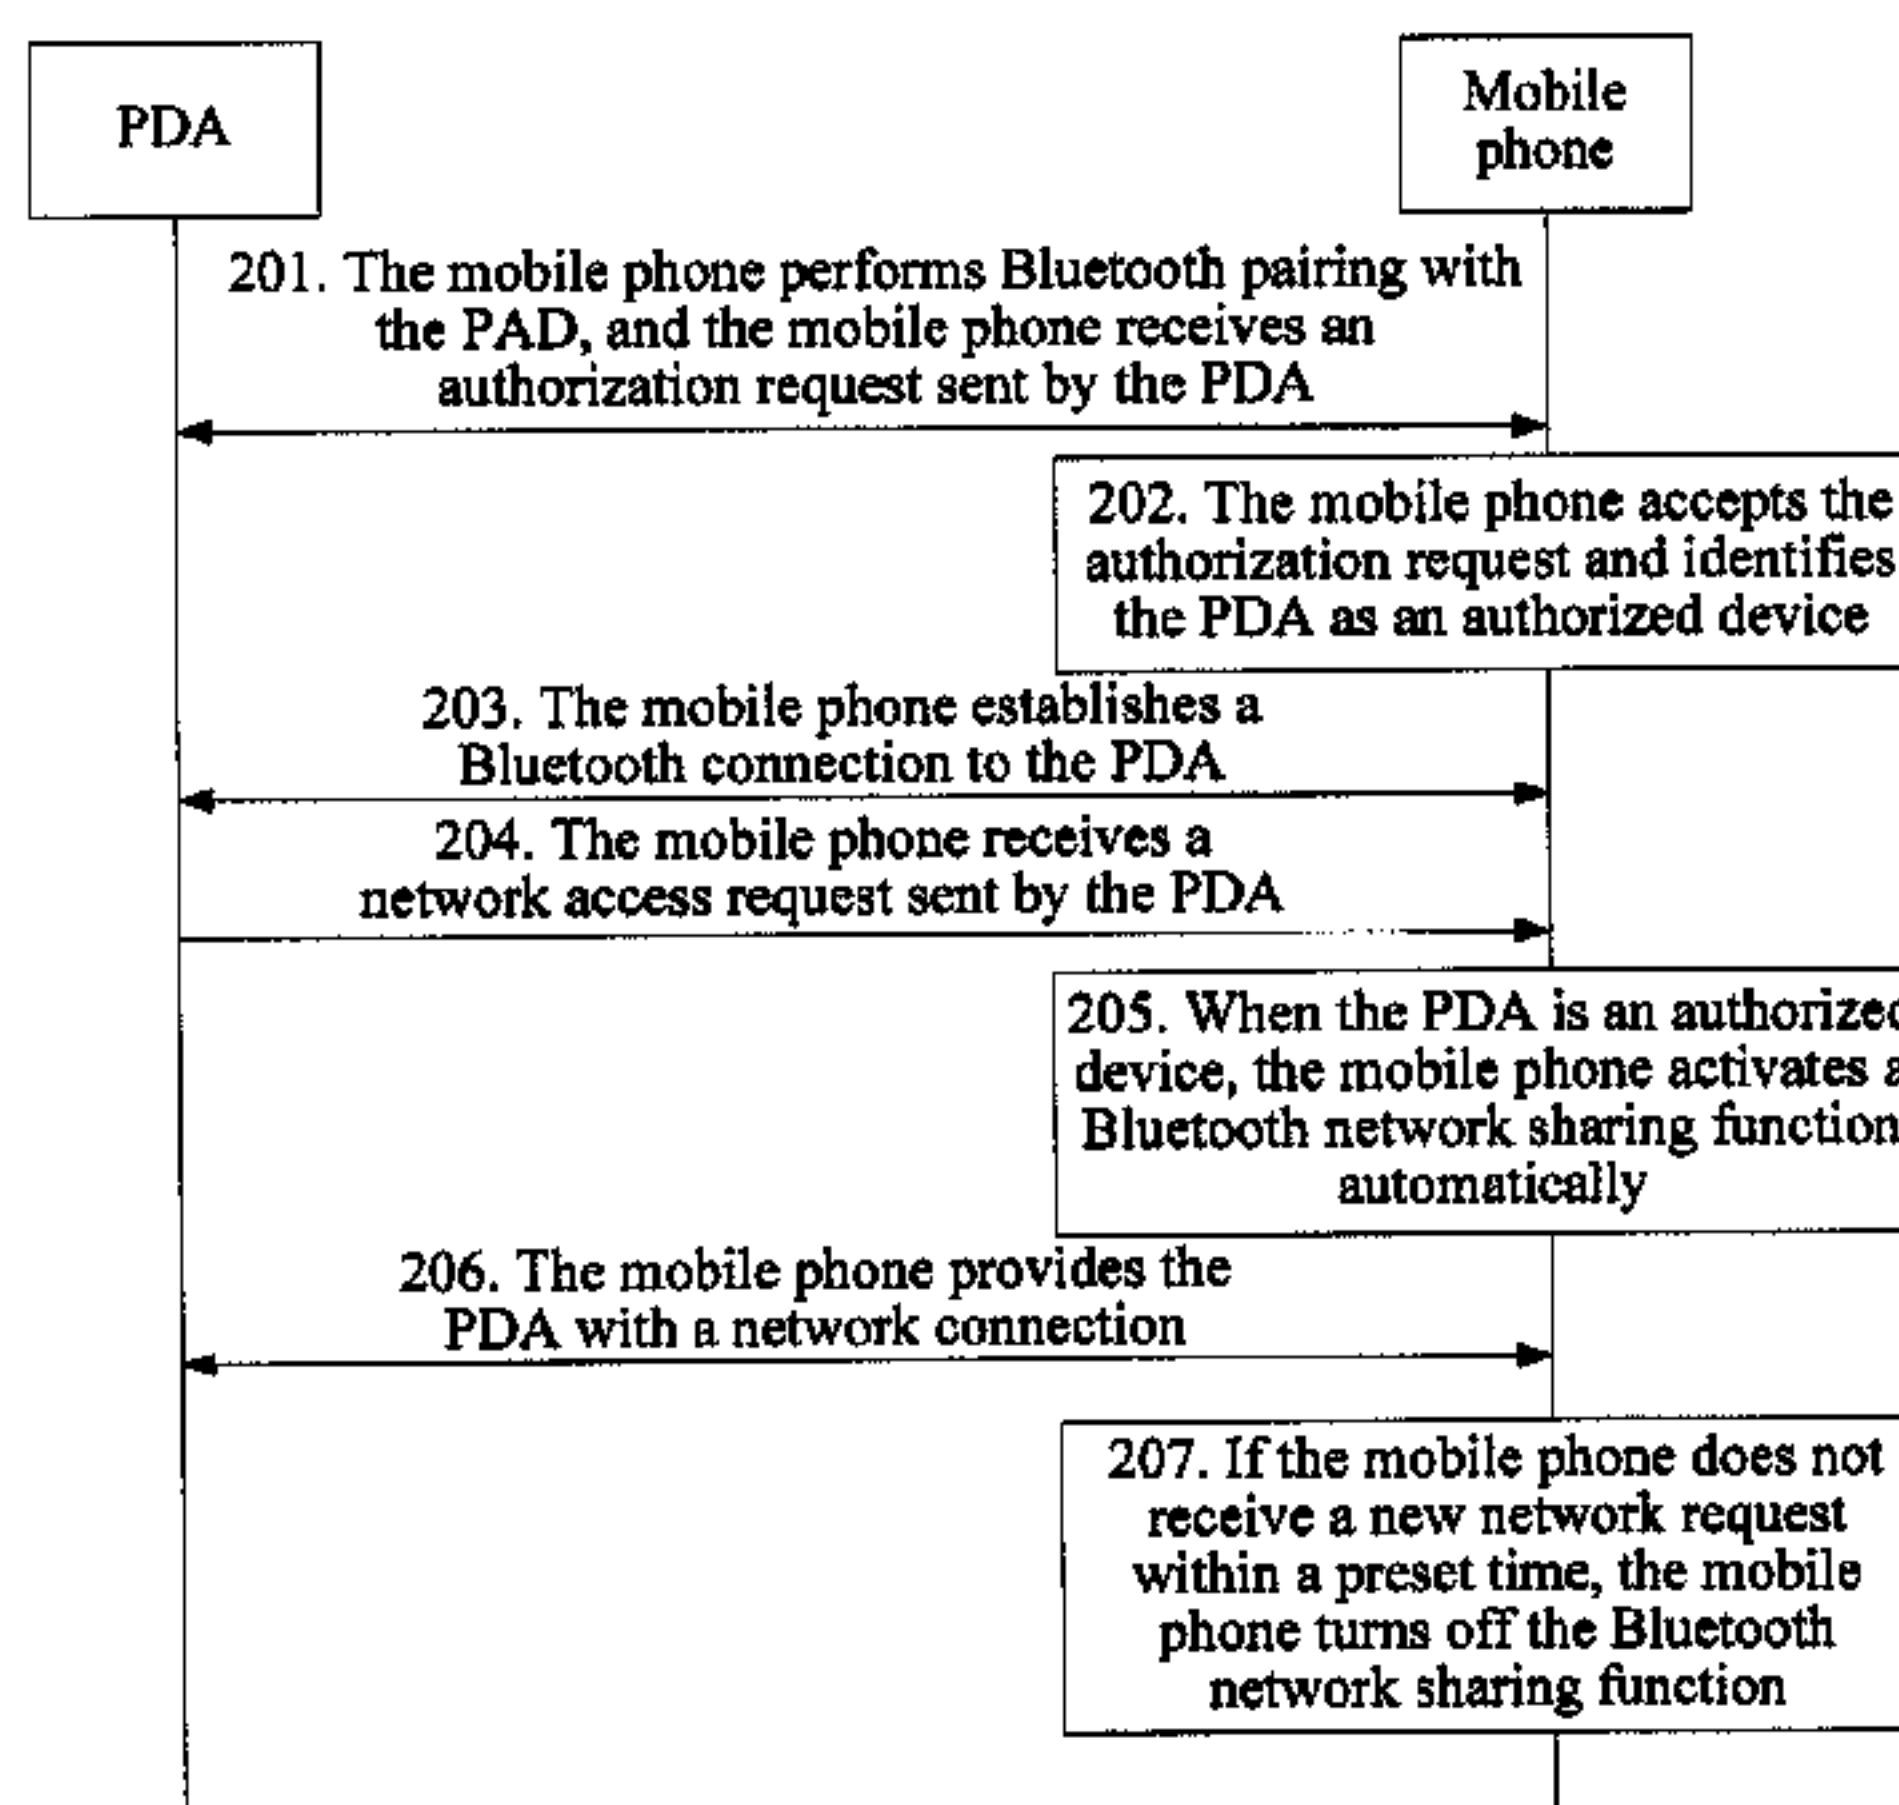 PDA
Mobile
phone
201. The mobile phone performs Bluetooth pairing with
the PAD, and the mobile phone receives an
authorization request sent by the PDA
202. The mobile phone accepts the
authorization request and identifies
the PDA as an authorized device
203. The mobile phone establishes a
Bluetooth connection to the PDA
204. The mobile phone receives a
network access request sent by the PDA
205. When the PDA is an authorized
device, the mobile phone activates a
Bluetooth network sharing function
automatically
206. The mobile phone provides the
PDA with a network connection
207. If the mobile phone does not
receive a new network request
within a preset time, the mobile
phone turns off the Bluetooth
network sharing function